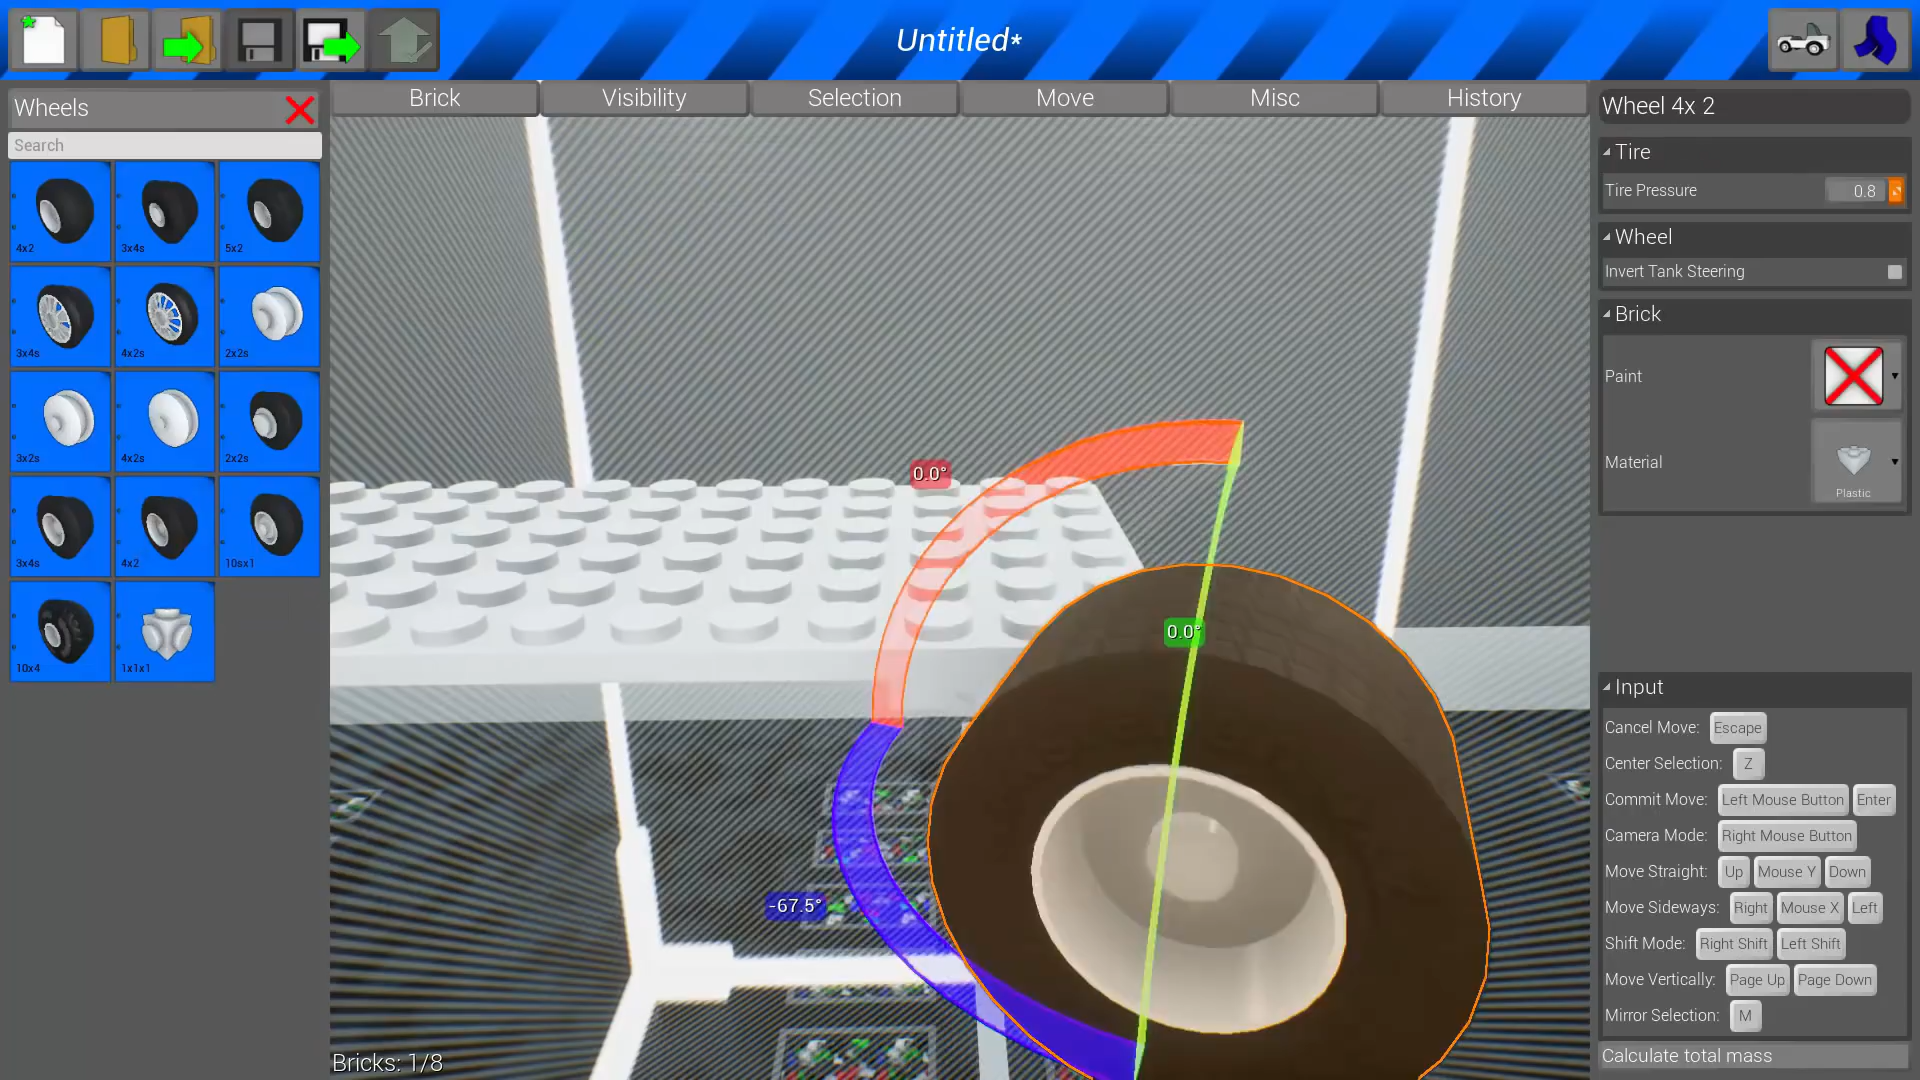 Untitled*
Wheels
Search
4x2
3x4s
5x2
3x4s
4x2s
2x2s
3x2s
4x2s
2x2s
3x4s
4x2
10sx1
10x4
1x1x1
Brick
Visibility
Selection
Move
Misc
History
0.0°
0.0°
-67.5°
Bricks: 1/8
Wheel 4x 2
Tire
Tire Pressure 0.8
Wheel
Invert Tank Steering
Brick
Paint
Material
Plastic
Input
Cancel Move: Escape
Center Selection: Z
Commit Move: Left Mouse Button Enter
Camera Mode: Right Mouse Button
Move Straight: Up Mouse Y Down
Move Sideways: Right Mouse X Left
Shift Mode: Right Shift Left Shift
Move Vertically: Page Up Page Down
Mirror Selection: M
Calculate total mass